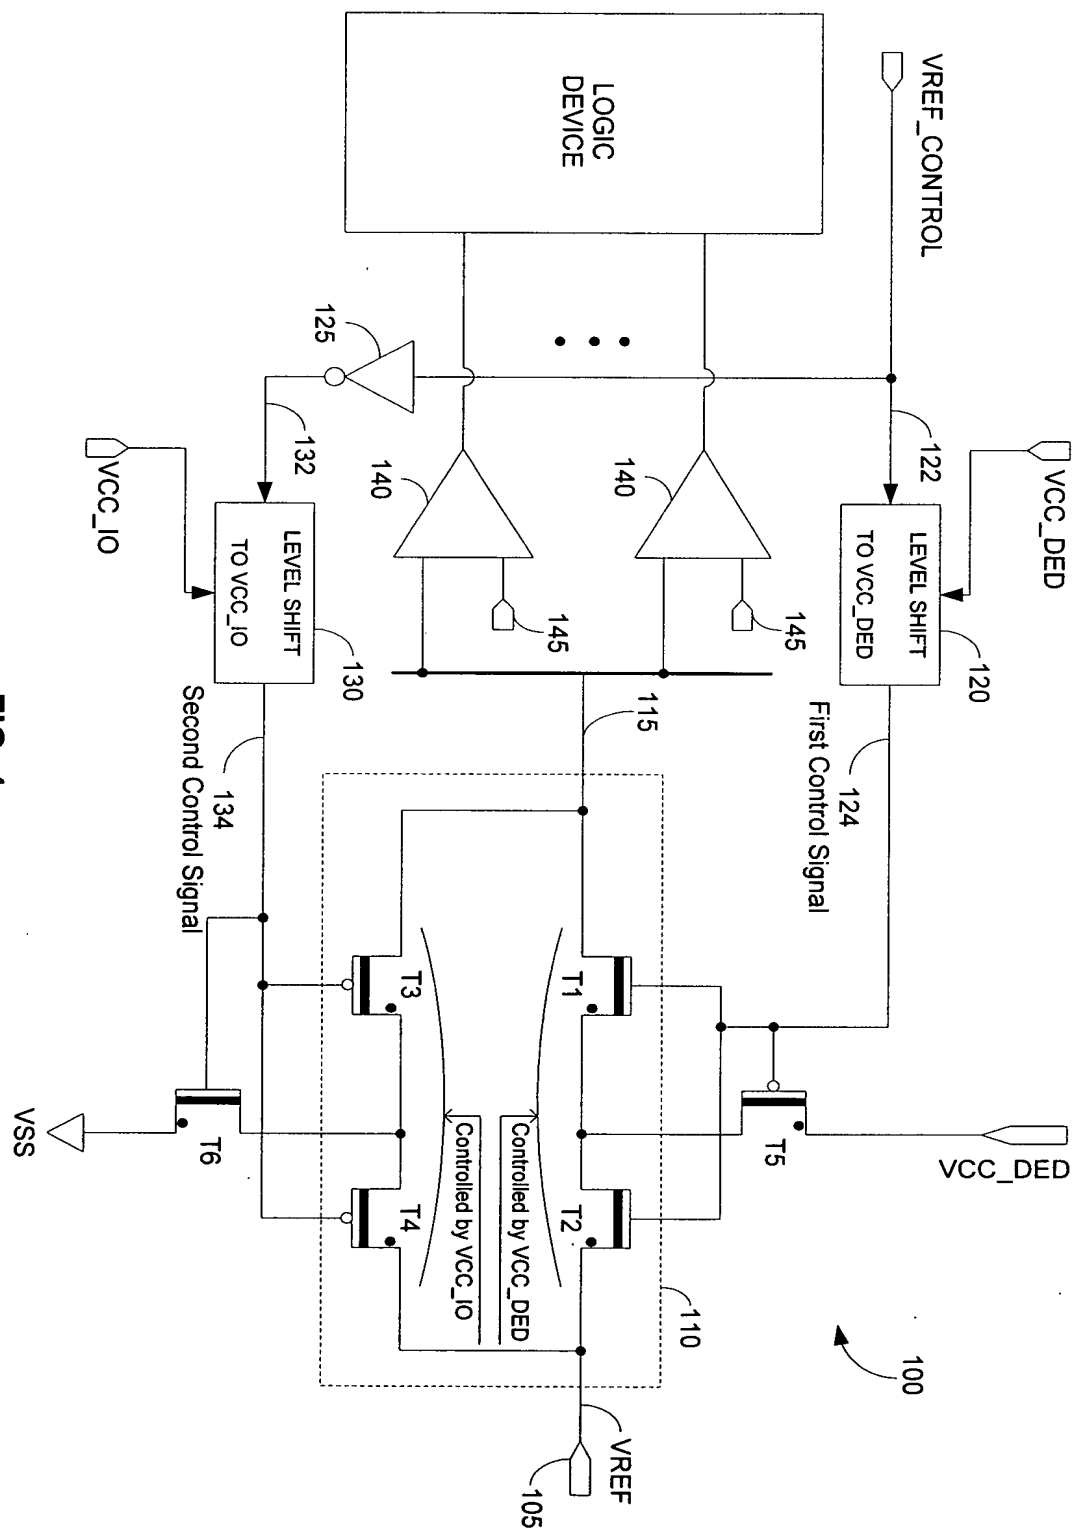 100
VCC_DED
VCC_DED
VREF_CONTROL
122
LEVEL SHIFT
TO VCC_DED
120
124
First Control Signal
T5
110
LOGIC
DEVICE
140
145
115
T1
T2
VREF
105
Controlled by VCC_DED
Controlled by VCC_IO
140
145
T3
T4
125
132
LEVEL SHIFT
TO VCC_IO
130
134
Second Control Signal
T6
VCC_IO
VSS